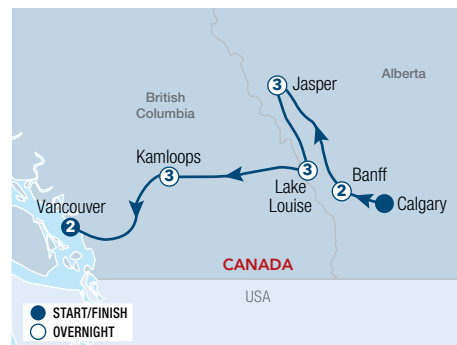 3
Jasper
Alberta
British
Columbia
Kamloops
3
3
Lake
Louise
Banff
2
Calgary
Vancouver
2
CANADA
USA
START/FINISH
OVERNIGHT